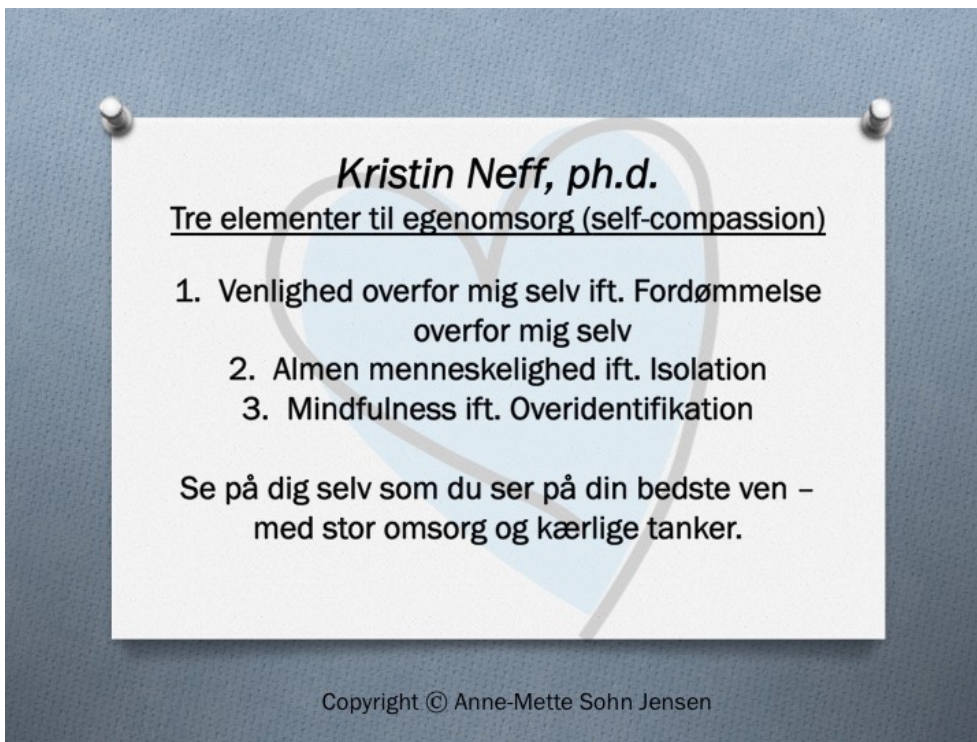 Kristin Neff, ph.d.
Tre elementer til egenomsorg (self-compassion)
1. Venlighed overfor mig selv ift. Fordømmelse
overfor mig selv
2. Almen menneskelighed ift. Isolation
3. Mindfulness ift. Overidentifikation
Se på dig selv som du ser på din bedste ven –
med stor omsorg og kærlige tanker.
Copyright © Anne-Mette Sohn Jensen